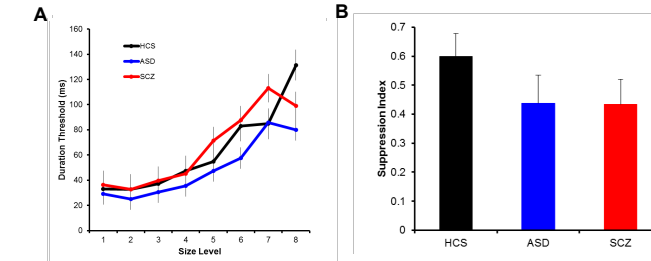 A
160
140
120
100
80
60
40
20
0
Duration Threshold (ms)
HCS
ASD
SCZ
1 2 3 4 5 6 7 8
Size Level
B
0.7
0.6
0.5
0.4
0.3
0.2
0.1
0
Suppression Index
HCS ASD SCZ